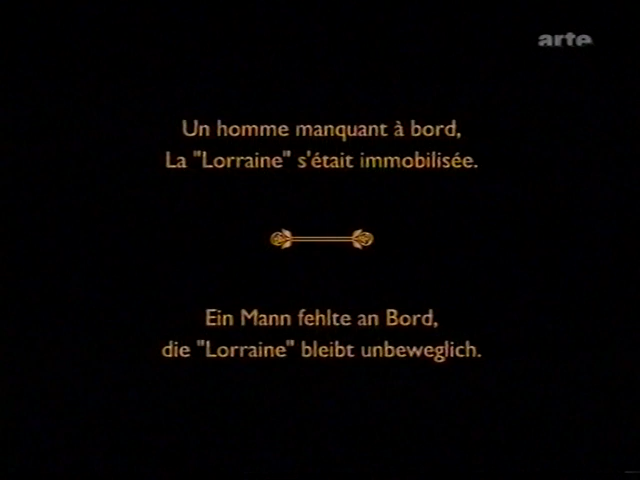 arte
Un homme manquant à bord,
La "Lorraine" s'était immobilisée.
Ein Mann fehlte an Bord,
die "Lorraine" bleibt unbeweglich.